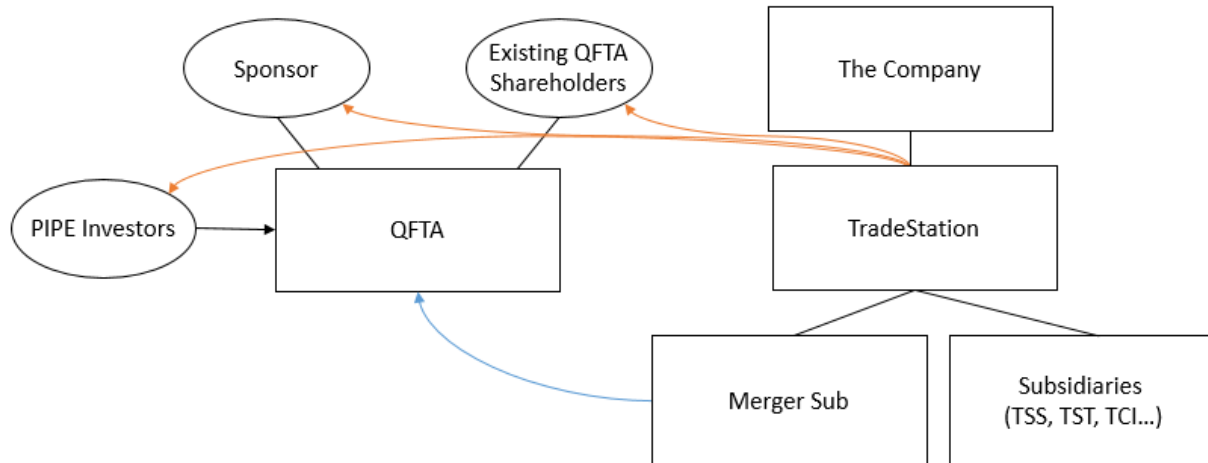 Sponsor
Existing QFTA
Shareholders
The Company
PIPE Investors
QFTA
TradeStation
Merger Sub
Subsidiaries
(TSS, TST, TCI...)